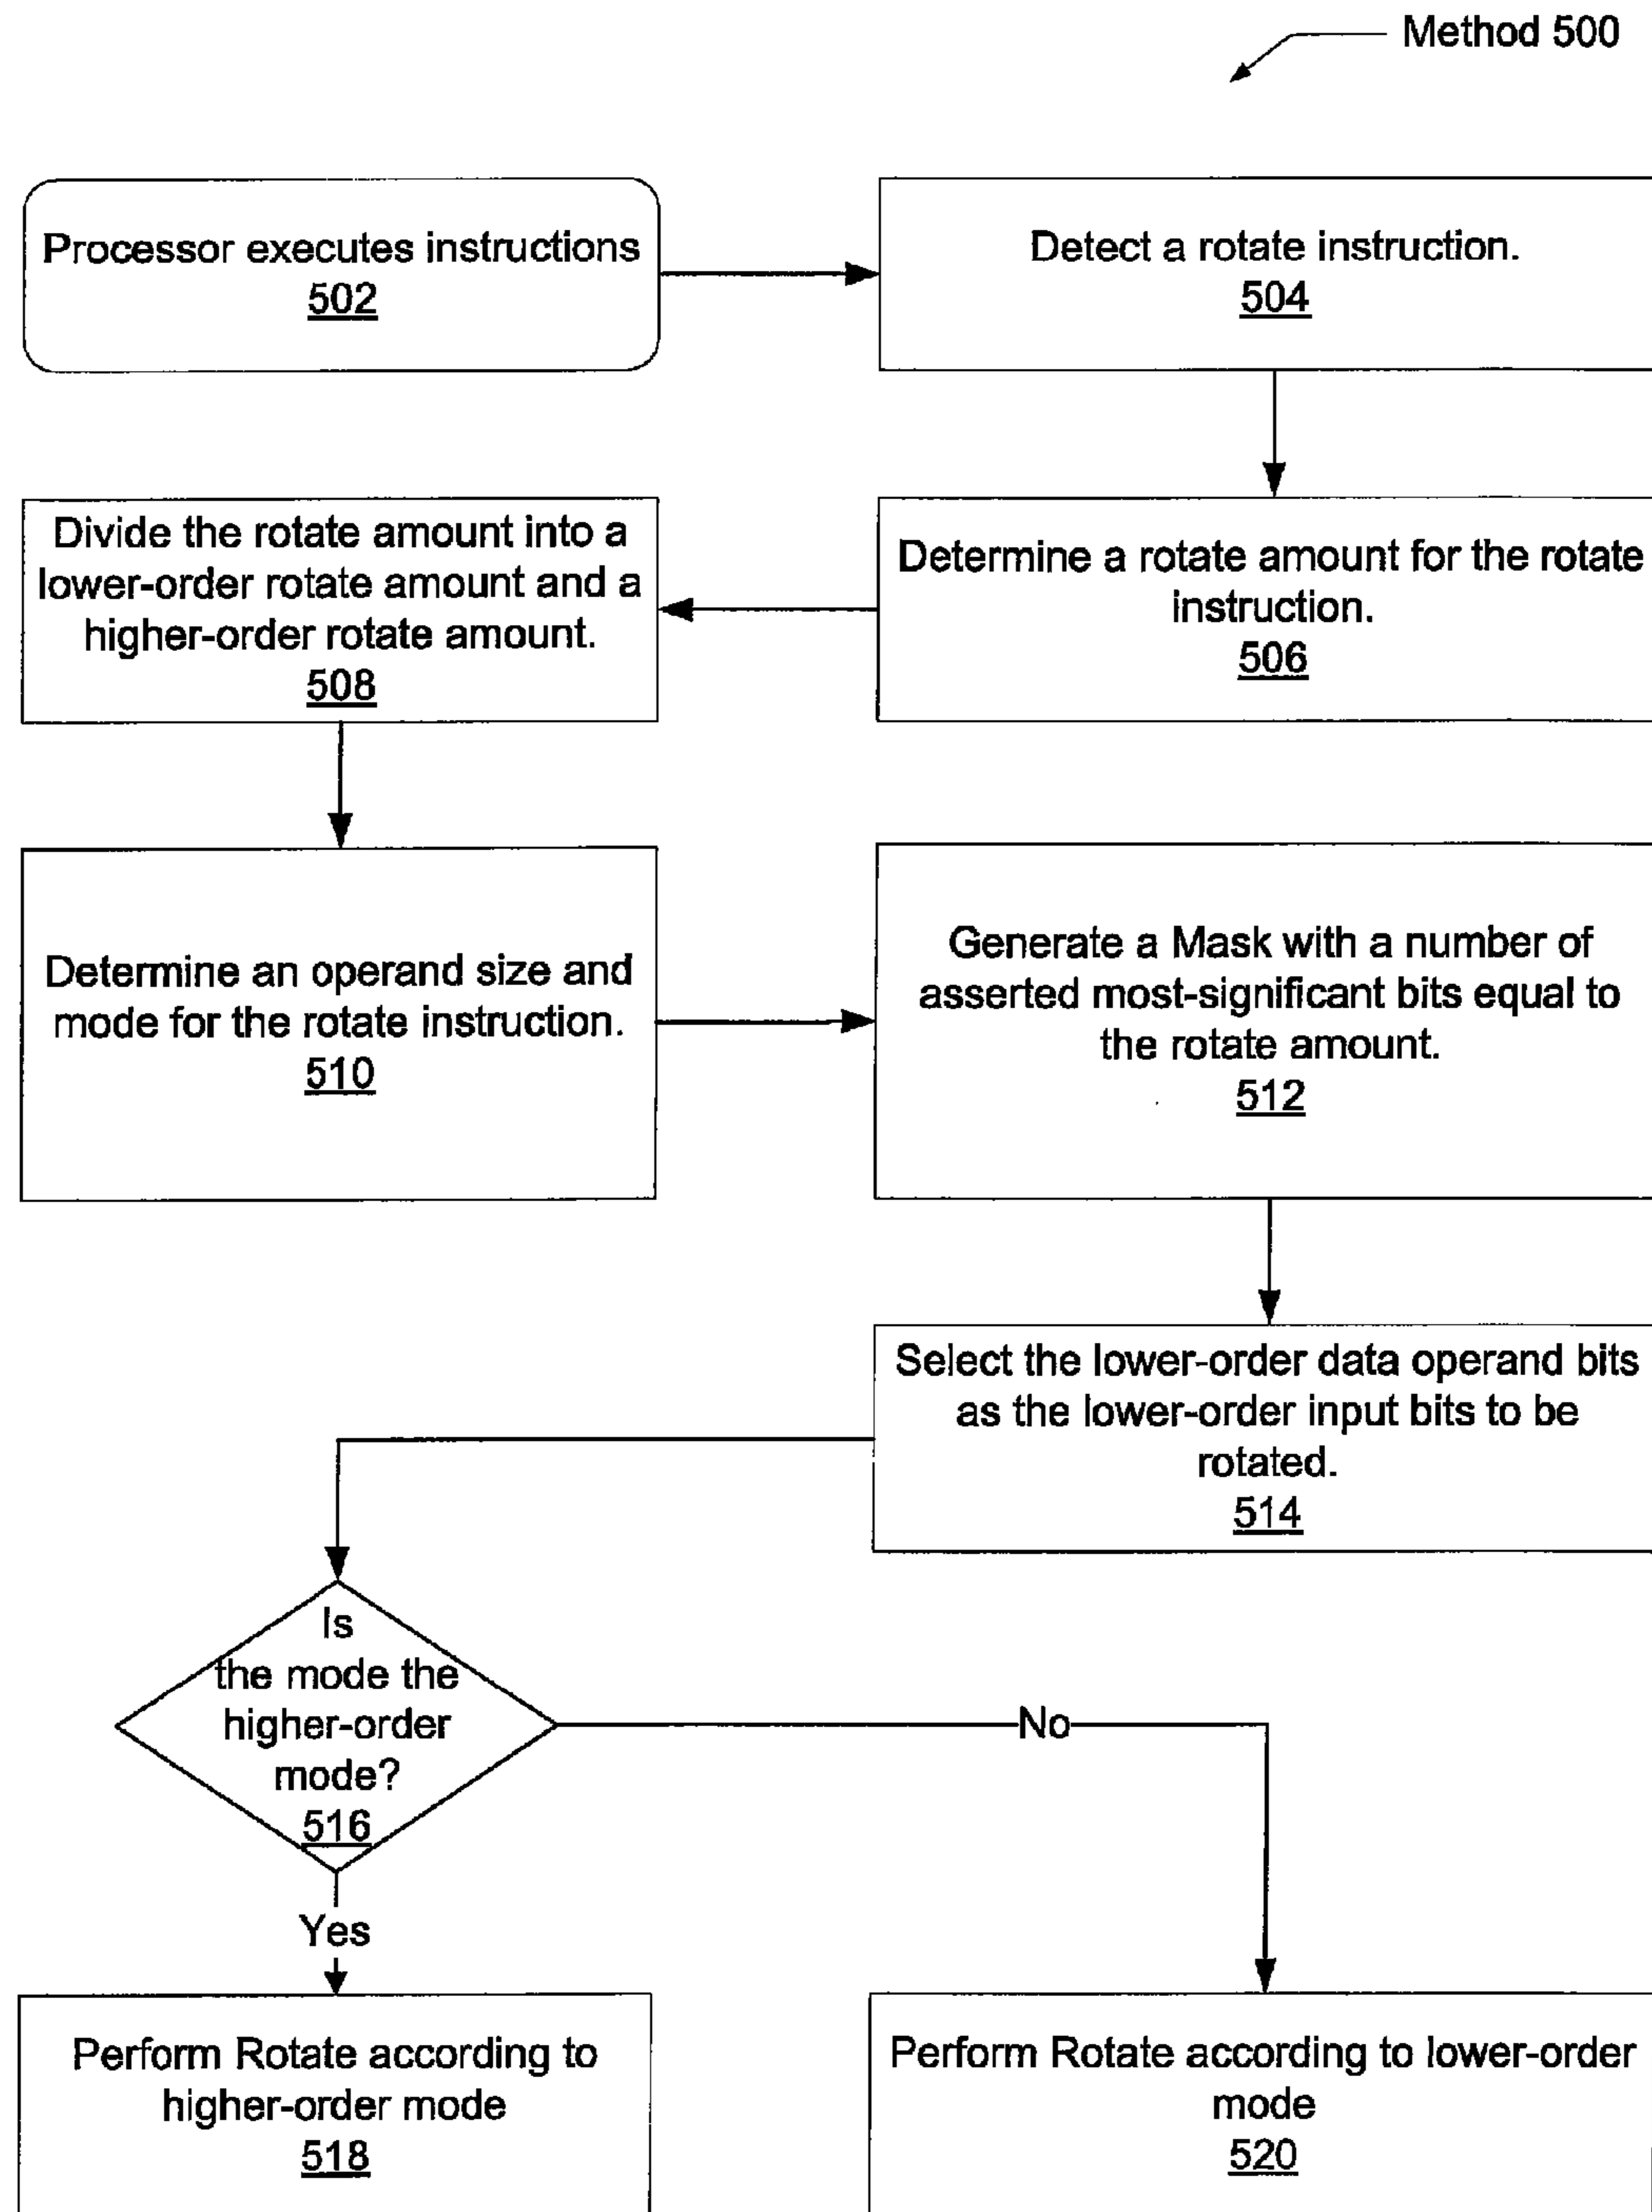 Method 500
Processor executes instructions
502
Detect a rotate instruction.
504
Determine a rotate amount for the rotate
instruction.
506
Divide the rotate amount into a
lower-order rotate amount and a
higher-order rotate amount.
508
Determine an operand size and
mode for the rotate instruction.
510
Generate a Mask with a number of
asserted most-significant bits equal to
the rotate amount.
512
Select the lower-order data operand bits
as the lower-order input bits to be
rotated.
514
Is
the mode the
higher-order
mode?
516
No
Yes
Perform Rotate according to
higher-order mode
518
Perform Rotate according to lower-order
mode
520